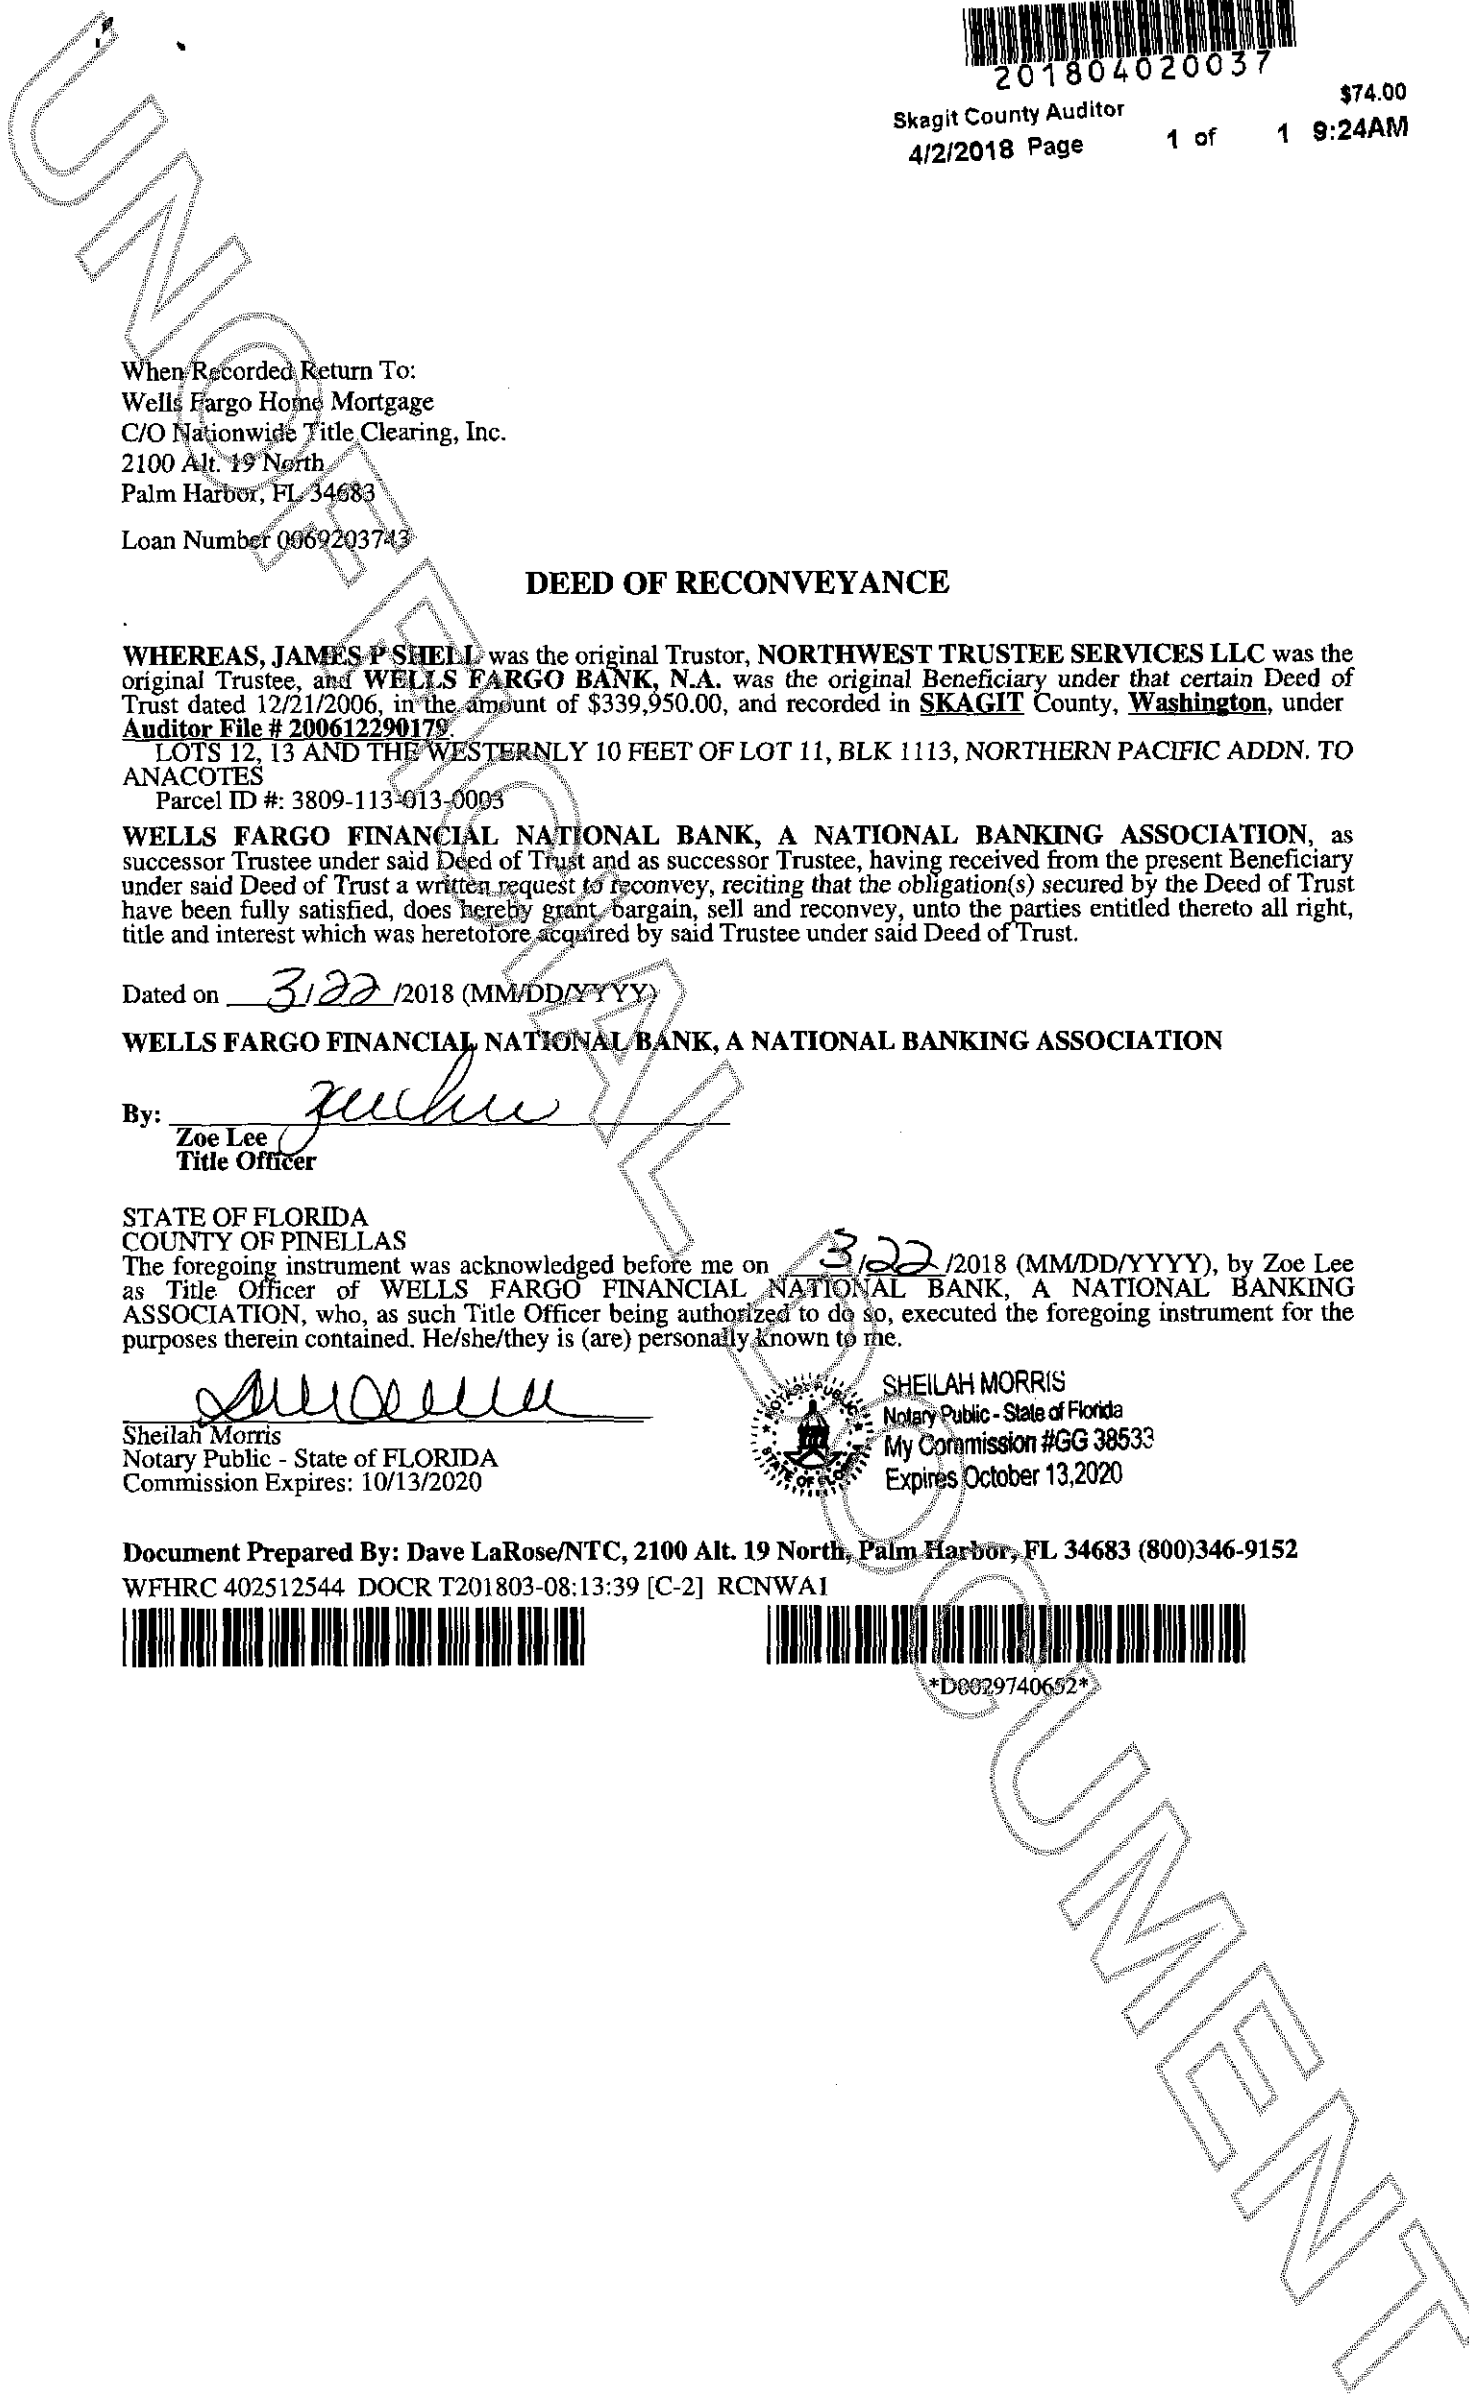 201804020037
Skagit County Auditor $74.00
4/2/2018 Page 1 of 1 9:24AM
When Recorded Return To:
Wells Fargo Home Mortgage
C/O Nationwide Title Clearing, Inc.
2100 Alt. 19 North
Palm Harbor, FL 34683
Loan Number 0069203743
DEED OF RECONVEYANCE
WHEREAS, JAMES P SHELL was the original Trustor, NORTHWEST TRUSTEE SERVICES LLC was the
original Trustee, and WELLS FARGO BANK, N.A. was the original Beneficiary under that certain Deed of
Trust dated 12/21/2006, in the amount of $339,950.00, and recorded in SKAGIT County, Washington, under
Auditor File # 200612290179.
LOTS 12, 13 AND THE WESTERNLY 10 FEET OF LOT 11, BLK 1113, NORTHERN PACIFIC ADDN. TO
ANACOTES
Parcel ID #: 3809-113-013-0003
WELLS FARGO FINANCIAL NATIONAL BANK, A NATIONAL BANKING ASSOCIATION, as
successor Trustee under said Deed of Trust and as successor Trustee, having received from the present Beneficiary
under said Deed of Trust a written request to reconvey, reciting that the obligation(s) secured by the Deed of Trust
have been fully satisfied, does hereby grant, bargain, sell and reconvey, unto the parties entitled thereto all right,
title and interest which was heretofore acquired by said Trustee under said Deed of Trust.
Dated on 3/22/2018 (MM/DD/YYYY)
WELLS FARGO FINANCIAL NATIONAL BANK, A NATIONAL BANKING ASSOCIATION
By:
Zoe Lee
Title Officer
STATE OF FLORIDA
COUNTY OF PINELLAS
The foregoing instrument was acknowledged before me on 3/22/2018 (MM/DD/YYYY), by Zoe Lee
as Title Officer of WELLS FARGO FINANCIAL NATIONAL BANK, A NATIONAL BANKING
ASSOCIATION, who, as such Title Officer being authorized to do so, executed the foregoing instrument for the
purposes therein contained. He/she/they is (are) personally known to me.
Sheilah Morris
Notary Public - State of FLORIDA
Commission Expires: 10/13/2020
NOTARY PUBLIC
STATE OF FLORIDA
SHEILAH MORRIS
Notary Public - State of Florida
My Commission #GG 38533
Expires October 13,2020
Document Prepared By: Dave LaRose/NTC, 2100 Alt. 19 North, Palm Harbor, FL 34683 (800)346-9152
WFHRC 402512544 DOCR T201803-08:13:39 [C-2] RCNWA1
*D0029740652*
UNOFFICIAL DOCUMENT